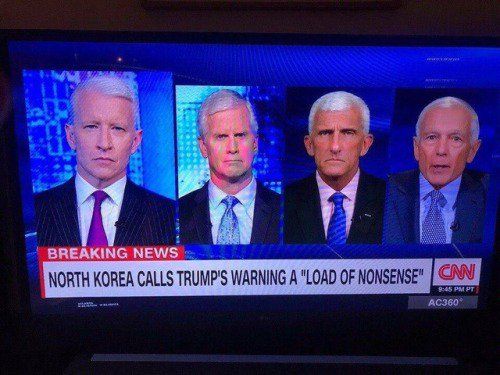 BREAKING NEWS
NORTH KOREA CALLS TRUMP'S WARNING A "LOAD OF NONSENSE"
CNN
9:45 PM PT
AC360°